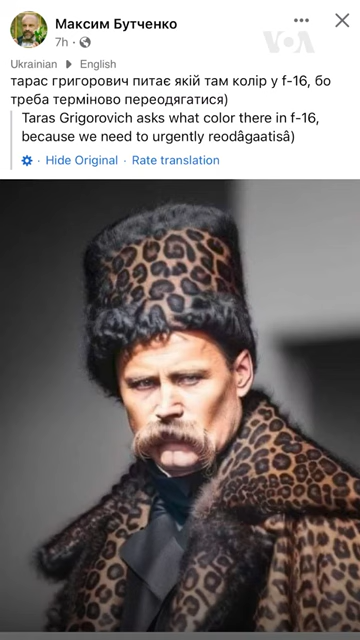 Максим Бутченко
7h ·
VOA
Ukrainian ▸ English
тарас григорович питає якій там колір у f-16, бо
треба терміново переодягатися)
Taras Grigorovich asks what color there in f-16,
because we need to urgently reodâgaatisâ)
· Hide Original · Rate translation